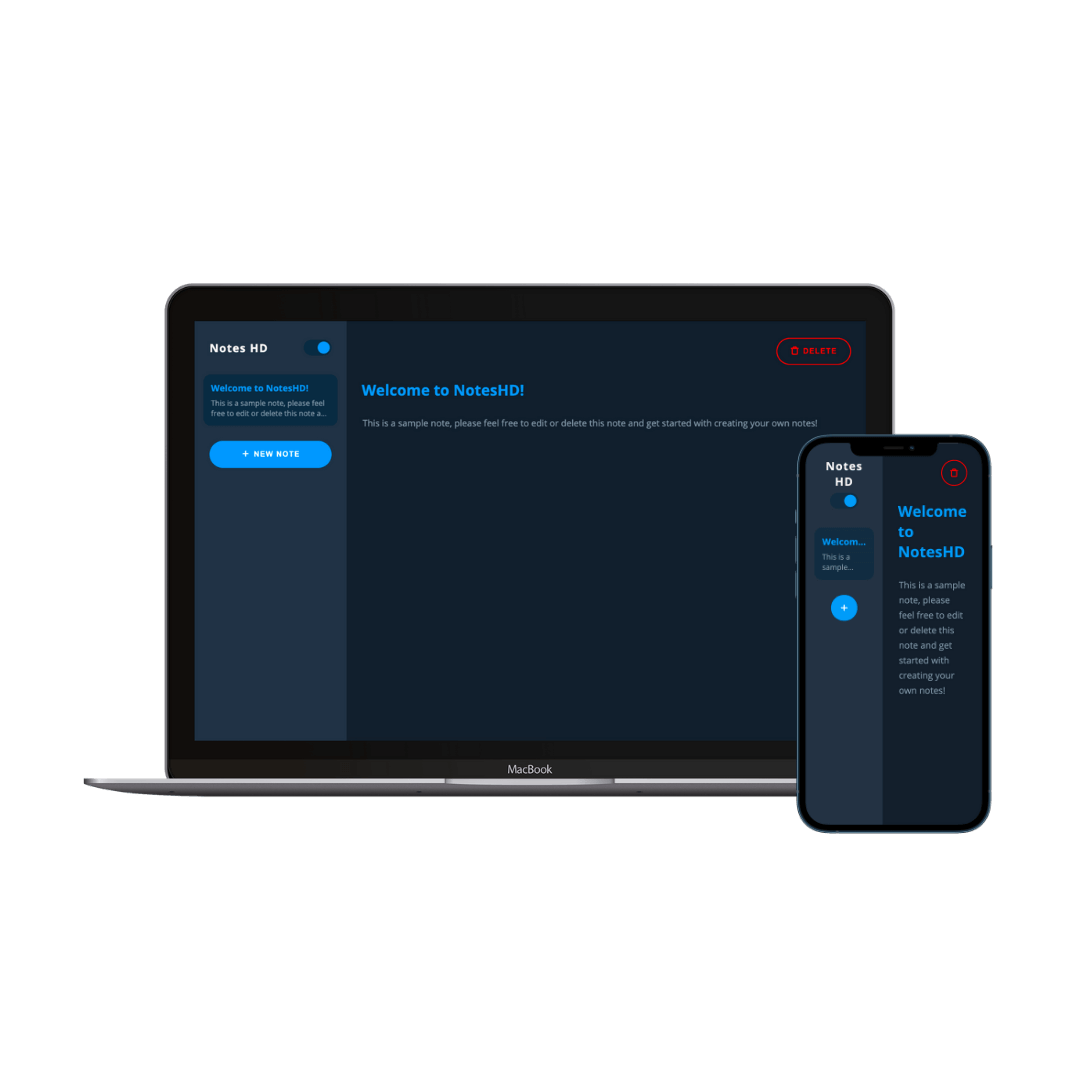 Notes HD
Welcome to NotesHD!
This is a sample note, please feel
free to edit or delete this note a...
+ NEW NOTE
DELETE
Welcome to NotesHD!
This is a sample note, please feel free to edit or delete this note and get started with creating your own notes!
MacBook
Notes
HD
Welcom...
This is a
sample...
+
Welcome
to
NotesHD
This is a sample
note, please
feel free to edit
or delete this
note and get
started with
creating your
own notes!